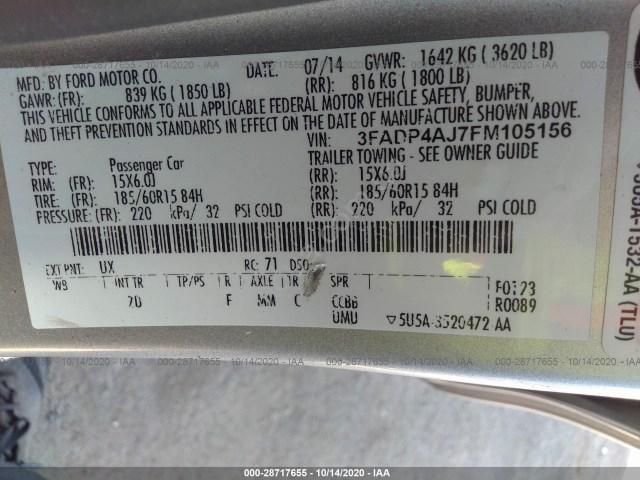 MFD. BY FORD MOTOR CO. DATE: 07/14 GVWR: 1642 KG ( 3620 LB)
GAWR: (FR): 839 KG ( 1850 LB) (RR): 816 KG ( 1800 LB)
THIS VEHICLE CONFORMS TO ALL APPLICABLE FEDERAL MOTOR VEHICLE SAFETY, BUMPER,
AND THEFT PREVENTION STANDARDS IN EFFECT ON THE DATE OF MANUFACTURE SHOWN ABOVE.
VIN: 3FADP4AJ7FM105156
TYPE: Passenger Car TRAILER TOWING - SEE OWNER GUIDE
RIM: (FR): 15X6.0J (RR): 15X6.0J
TIRE: (FR): 185/60R15 84H (RR): 185/60R15 84H
PRESSURE: (FR): 220 kPa/ 32 PSI COLD (RR): 220 kPa/ 32 PSI COLD
EXT PNT: UX RC: 71 DSO:
WB INT TR TP/PS R AXLE TR SPR F0123
7D F MM C CCBB R0089
UMU ▽5U5A-3520472-AA
000-28717655 - 10/14/2020 - IAA